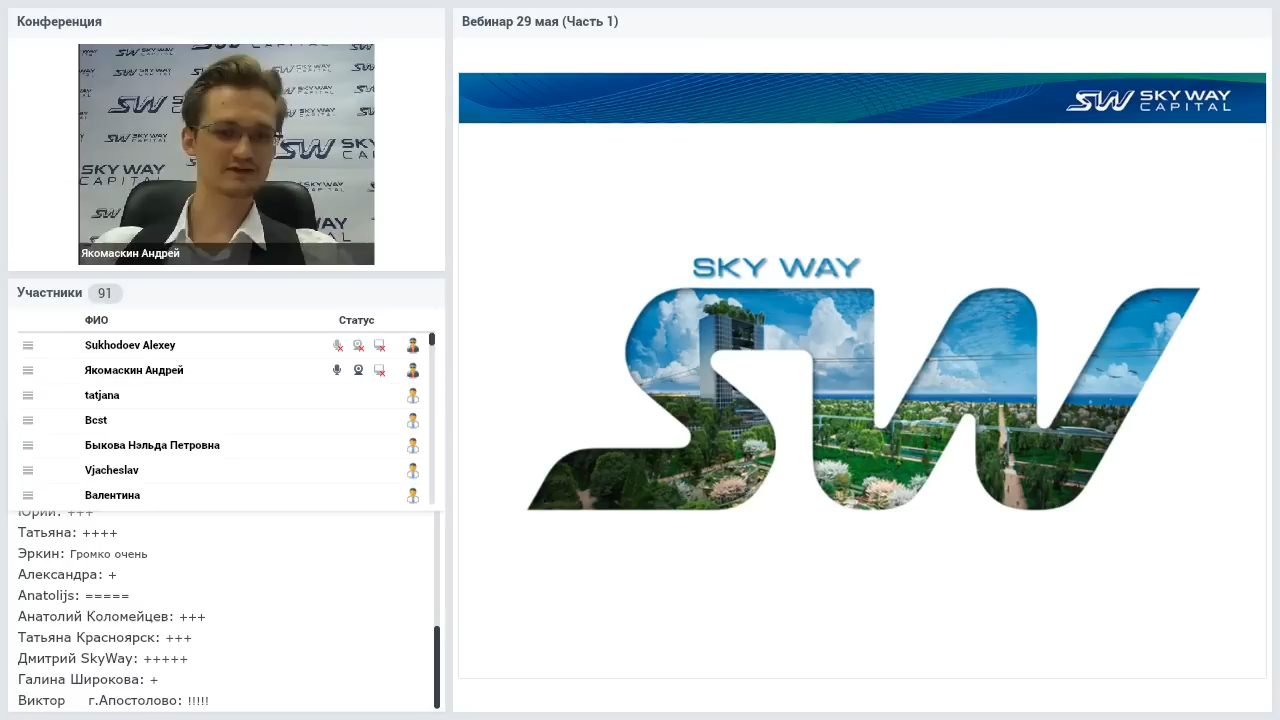 Конференция
Якомаскин Андрей
Участники 91
ФИО Статус
Sukhodoev Alexey
Якомаскин Андрей
tatjana
Bcst
Быкова Нэльда Петровна
Vjacheslav
Валентина
Юрий: +++
Татьяна: ++++
Эркин: Громко очень
Александра: +
Anatolijs: =====
Анатолий Коломейцев: +++
Татьяна Красноярск: +++
Дмитрий SkyWay: +++++
Галина Широкова: +
Виктор г.Апостолово: !!!!!
Вебинар 29 мая (Часть 1)
SW SKY WAY
CAPITAL
SKY WAY
SW